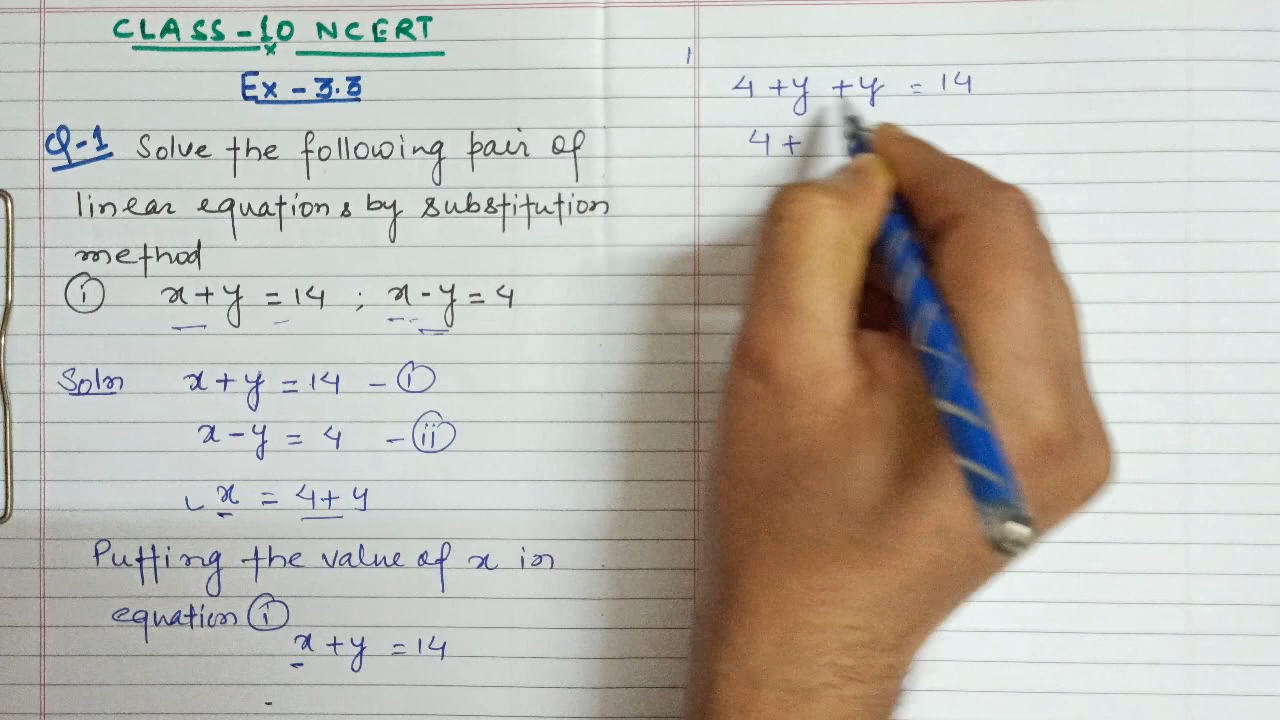 CLASS-10 NCERT
Ex-3.3
Q-1 Solve the following pair of
linear equations by substitution
method
(i) x+y=14 ; x-y=4
Soln x+y=14 -(i)
x-y=4 -(ii)
x=4+y
Putting the value of x in
equation (i)
x+y=14
4+y+y=14
4+